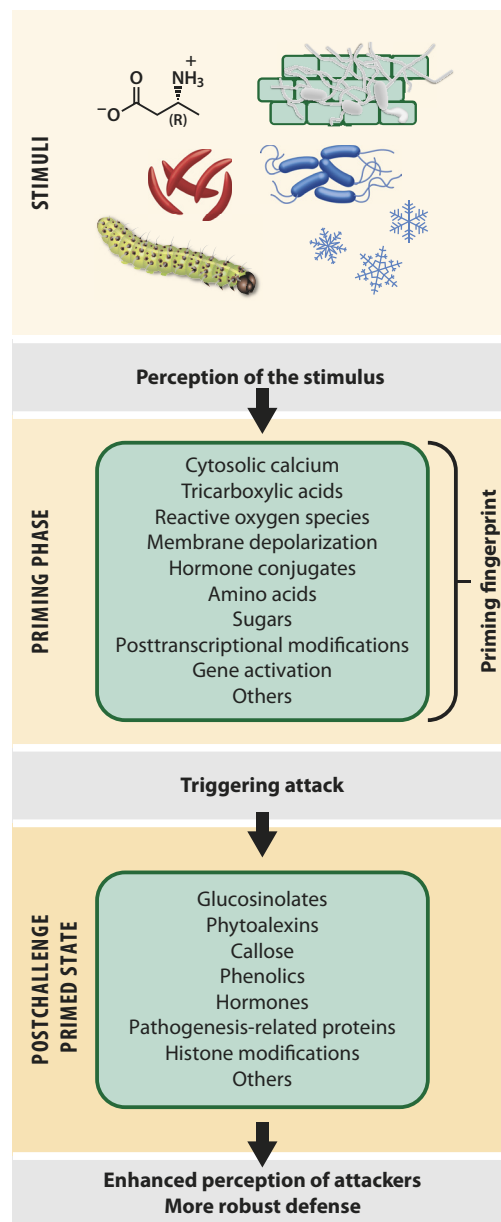 STIMULI
O
−O
+
NH3
(R)
Perception of the stimulus
PRIMING PHASE
Cytosolic calcium
Tricarboxylic acids
Reactive oxygen species
Membrane depolarization
Hormone conjugates
Amino acids
Sugars
Posttranscriptional modifications
Gene activation
Others
Priming fingerprint
Triggering attack
POSTCHALLENGE
PRIMED STATE
Glucosinolates
Phytoalexins
Callose
Phenolics
Hormones
Pathogenesis-related proteins
Histone modifications
Others
Enhanced perception of attackers
More robust defense